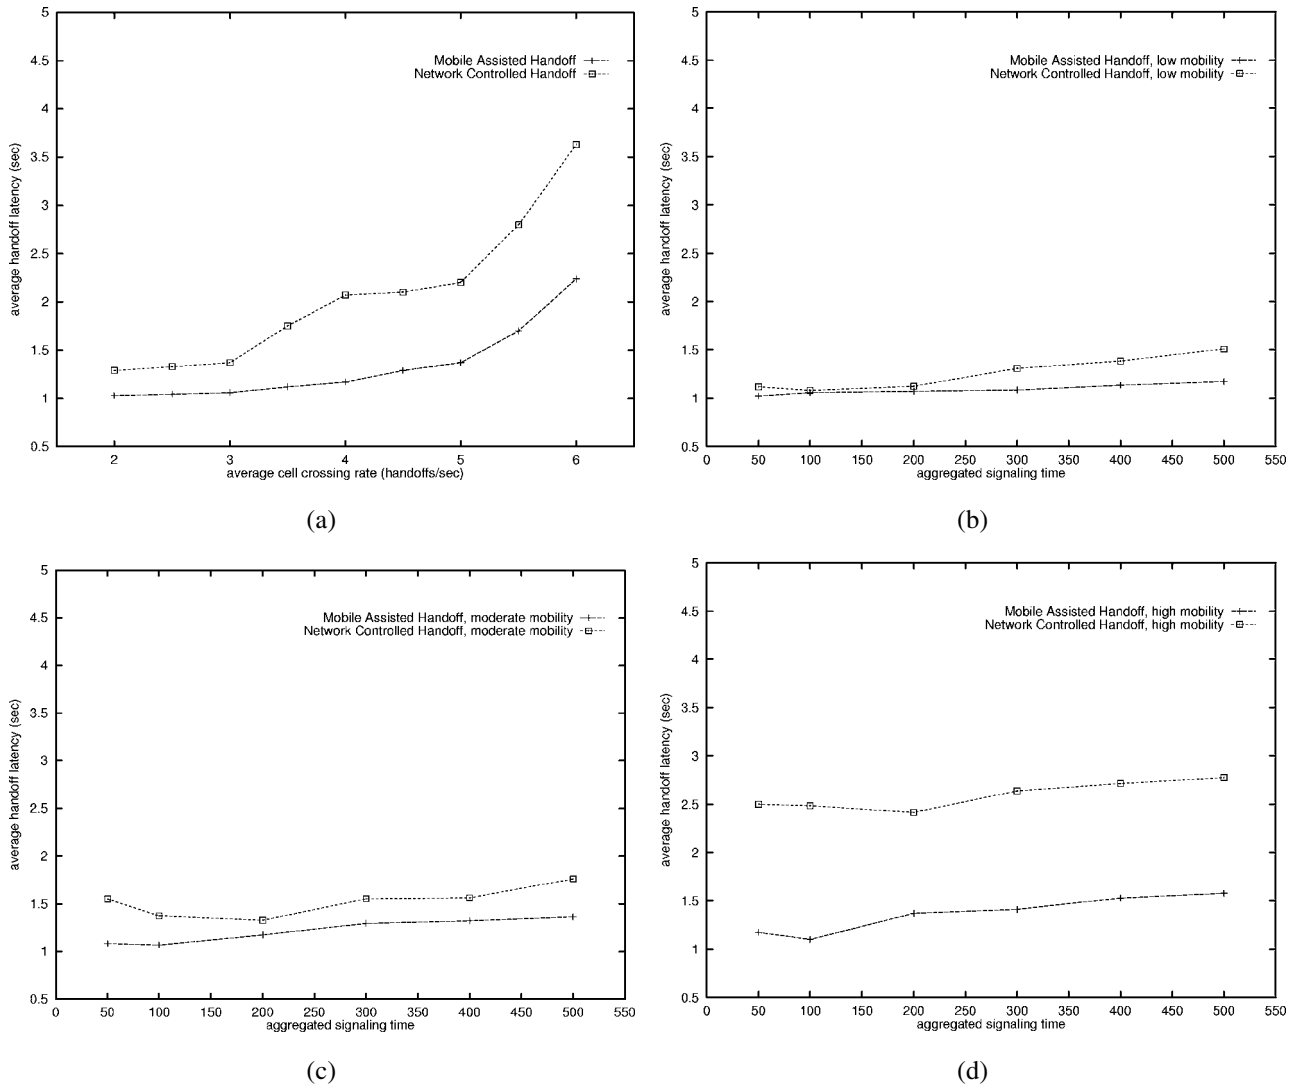 5
4.5
4
3.5
3
2.5
2
1.5
1
0.5
average handoff latency (sec)
Mobile Assisted Handoff
Network Controlled Handoff
2 3 4 5 6
average cell crossing rate (handoffs/sec)
(a)
5
4.5
4
3.5
3
2.5
2
1.5
1
0.5
average handoff latency (sec)
Mobile Assisted Handoff, low mobility
Network Controlled Handoff, low mobility
0 50 100 150 200 250 300 350 400 450 500 550
aggregated signaling time
(b)
5
4.5
4
3.5
3
2.5
2
1.5
1
0.5
average handoff latency (sec)
Mobile Assisted Handoff, moderate mobility
Network Controlled Handoff, moderate mobility
0 50 100 150 200 250 300 350 400 450 500 550
aggregated signaling time
(c)
5
4.5
4
3.5
3
2.5
2
1.5
1
0.5
average handoff latency (sec)
Mobile Assisted Handoff, high mobility
Network Controlled Handoff, high mobility
0 50 100 150 200 250 300 350 400 450 500 550
aggregated signaling time
(d)